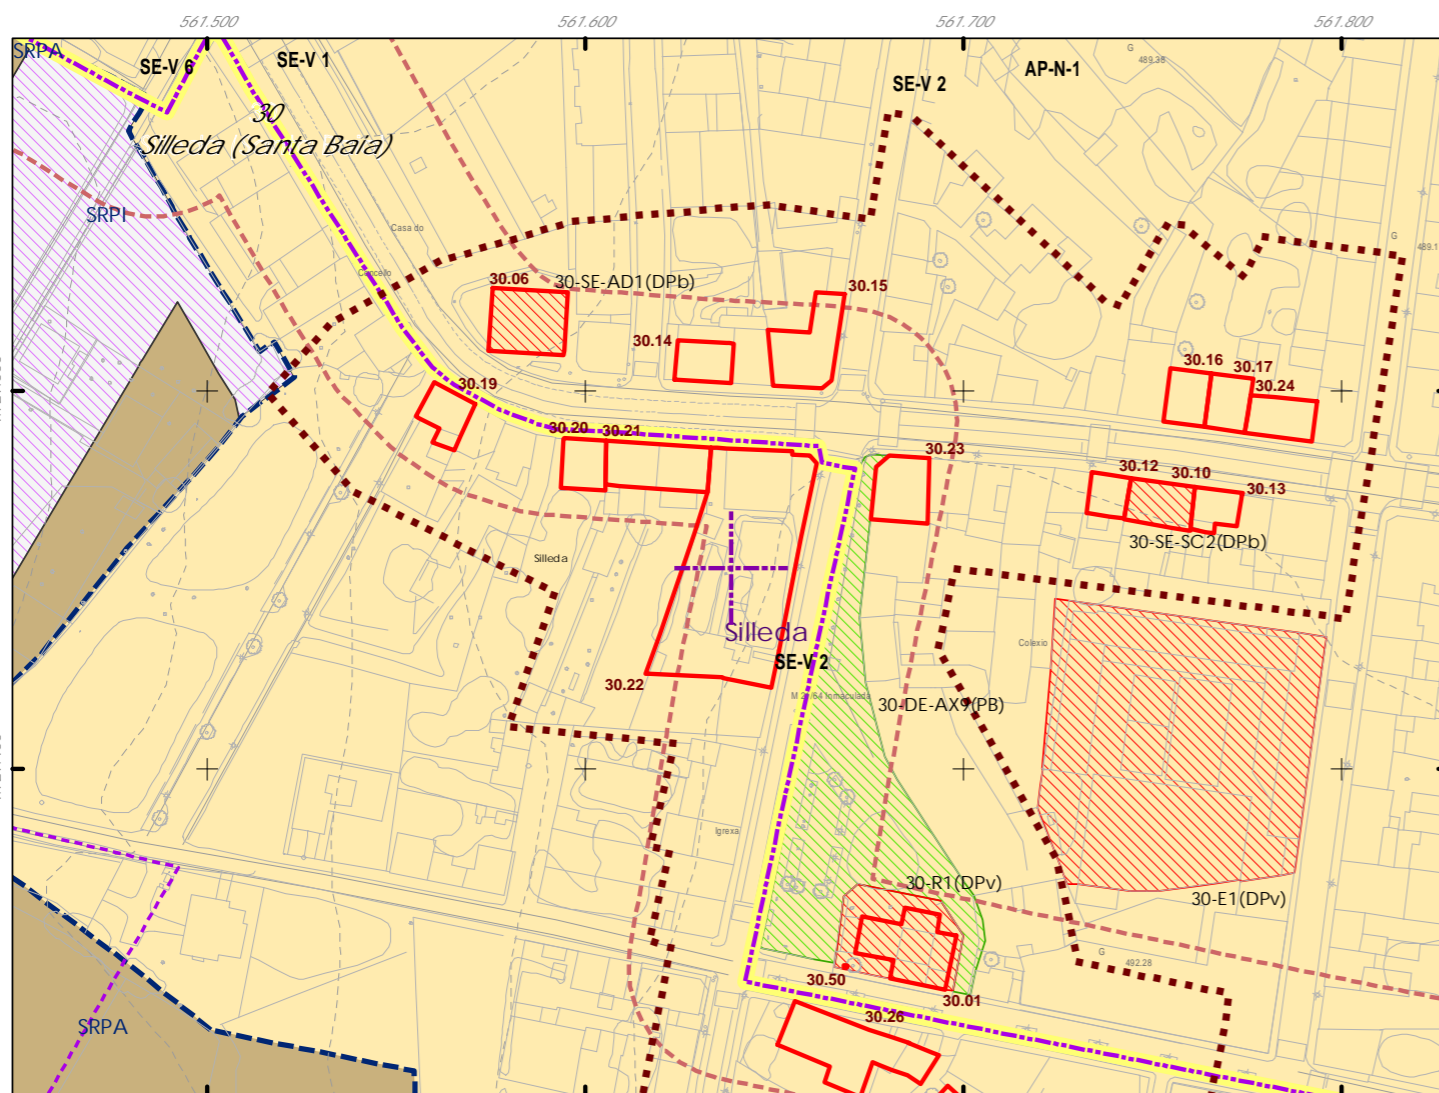 561.500
561.600
561.700
561.800
SRPA
SE-V 6
SE-V 1
SE-V 2
AP-N-1
G
489.38
30
Silleda (Santa Baia)
SRPI
Casa do
Concello
G
30.06
30-SE-AD1(DPb)
30.15
30.14
30.16
30.17
30.24
30.19
30.20
30.21
30.23
30.12
30.10
30.13
30-SE-SC2(DPb)
Silleda
Silleda
Colexio
SE-V 2
30.22
30-DE-AX9(PB)
Igrexa
30-R1(DPv)
30-E1(DPv)
G
492.28
30.50
30.01
30.26
SRPA